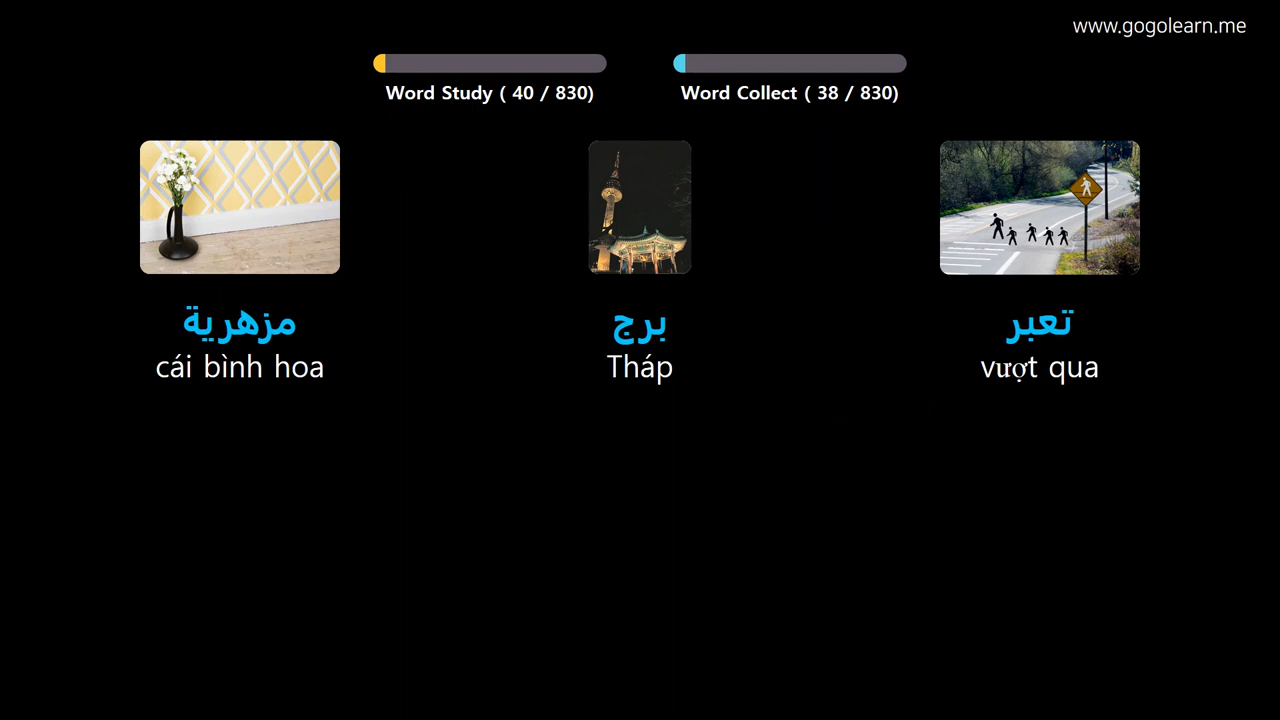 www.gogolearn.me
Word Study ( 40 / 830)
Word Collect ( 38 / 830)
مزهرية
cái bình hoa
برج
Tháp
تعبر
vượt qua